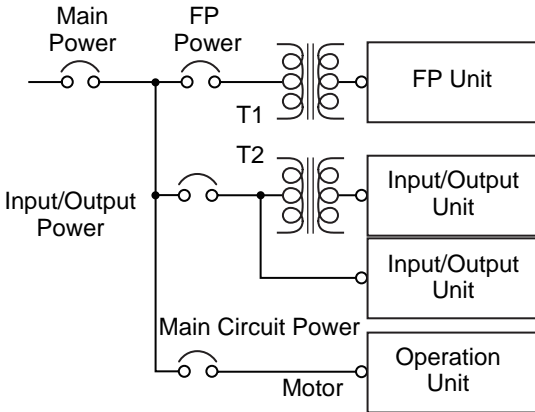 Main
Power
FP
Power
FP Unit
T1
T2
Input/Output
Power
Input/Output
Unit
Input/Output
Unit
Main Circuit Power
Motor
Operation
Unit